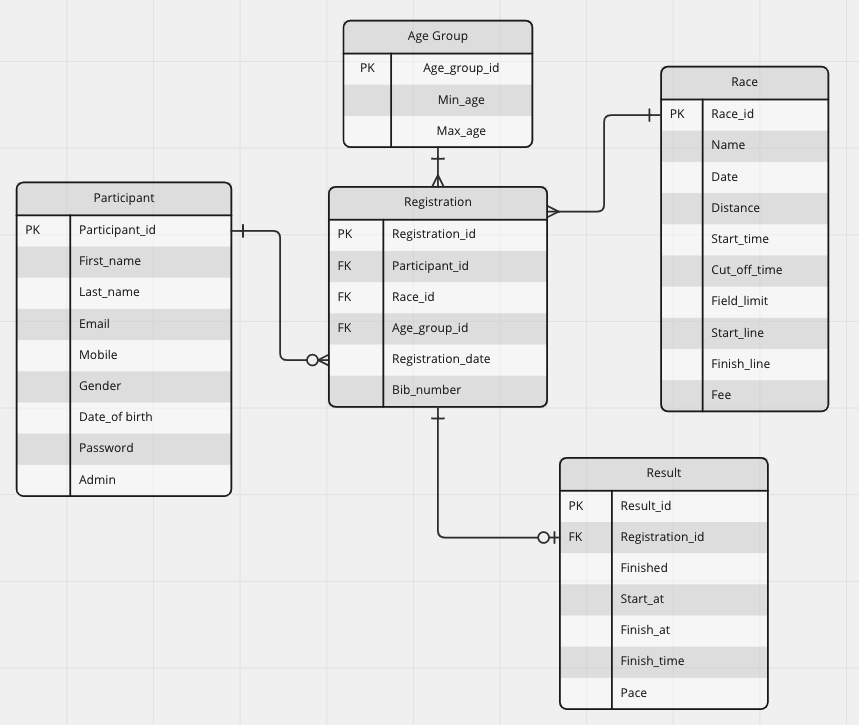 Age Group
PK Age_group_id
Min_age
Max_age
Race
PK Race_id
Name
Date
Distance
Start_time
Cut_off_time
Field_limit
Start_line
Finish_line
Fee
Participant
PK Participant_id
First_name
Last_name
Email
Mobile
Gender
Date_of birth
Password
Admin
Registration
PK Registration_id
FK Participant_id
FK Race_id
FK Age_group_id
Registration_date
Bib_number
Result
PK Result_id
FK Registration_id
Finished
Start_at
Finish_at
Finish_time
Pace